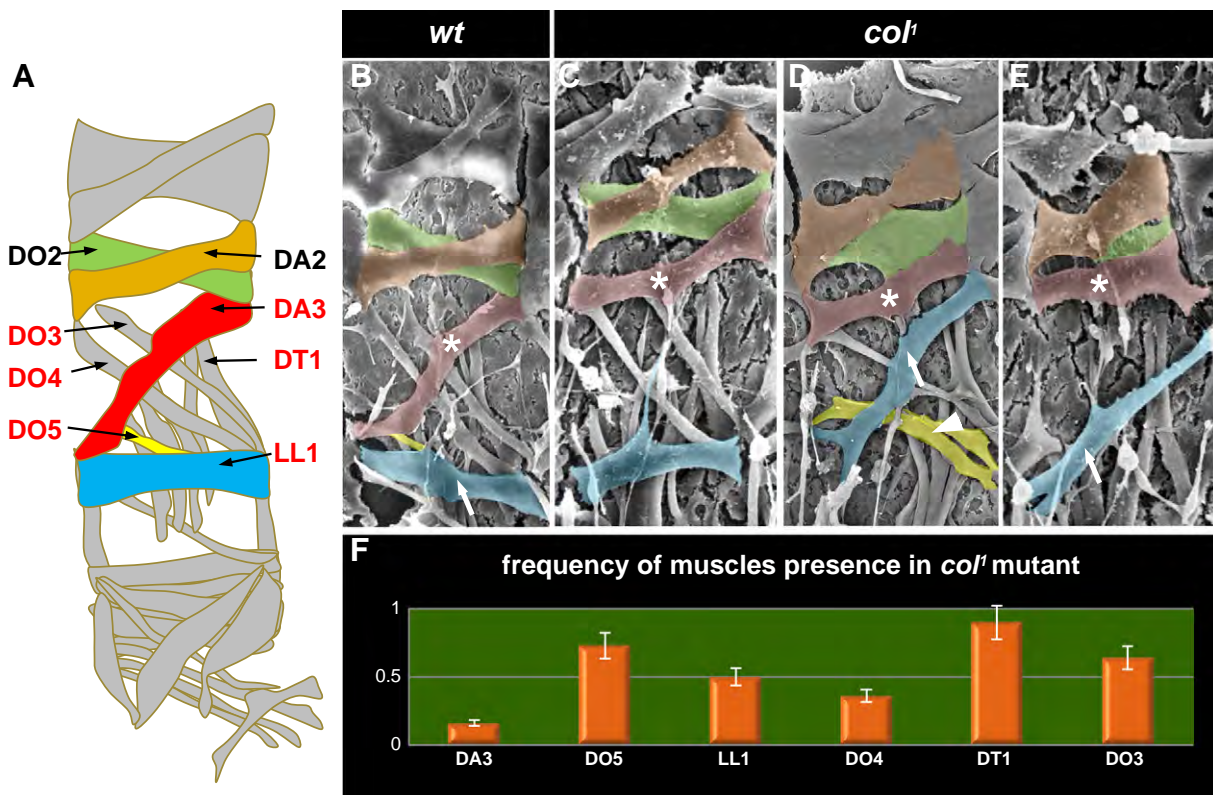 wt
col¹
A
B
C
D
E
DO2
DA2
DA3
DO3
DT1
DO4
DO5
LL1
*
*
*
*
F
frequency of muscles presence in col¹ mutant
1
0.5
0
DA3 DO5 LL1 DO4 DT1 DO3